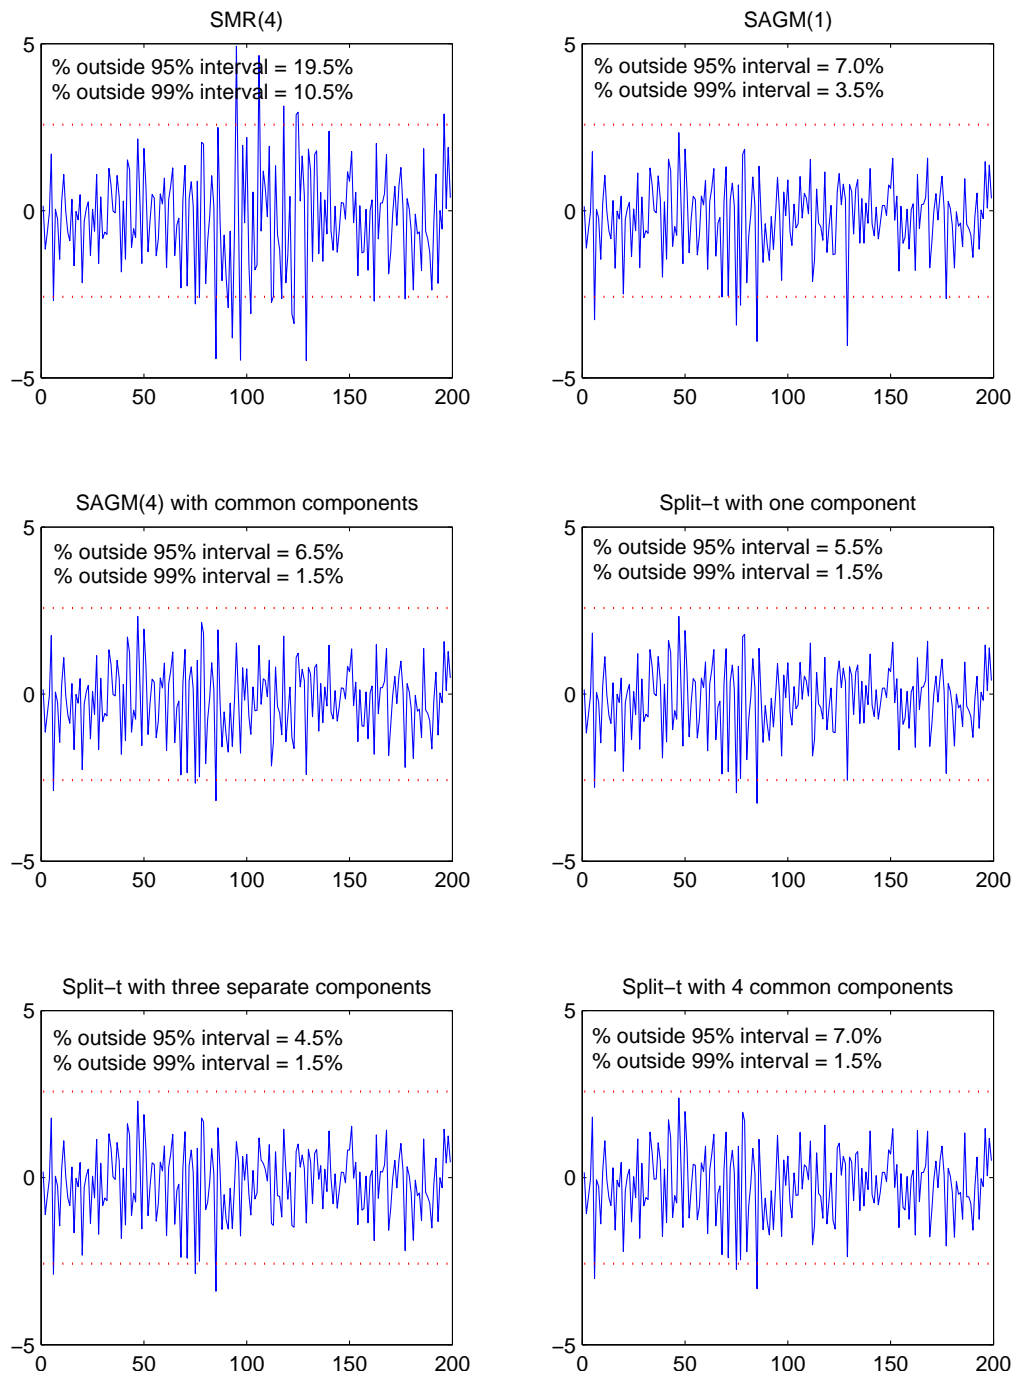 SMR(4)
5
% outside 95% interval = 19.5%
% outside 99% interval = 10.5%
0
−5
0 50 100 150 200
SAGM(1)
5
% outside 95% interval = 7.0%
% outside 99% interval = 3.5%
0
−5
0 50 100 150 200
SAGM(4) with common components
5
% outside 95% interval = 6.5%
% outside 99% interval = 1.5%
0
−5
0 50 100 150 200
Split−t with one component
5
% outside 95% interval = 5.5%
% outside 99% interval = 1.5%
0
−5
0 50 100 150 200
Split−t with three separate components
5
% outside 95% interval = 4.5%
% outside 99% interval = 1.5%
0
−5
0 50 100 150 200
Split−t with 4 common components
5
% outside 95% interval = 7.0%
% outside 99% interval = 1.5%
0
−5
0 50 100 150 200